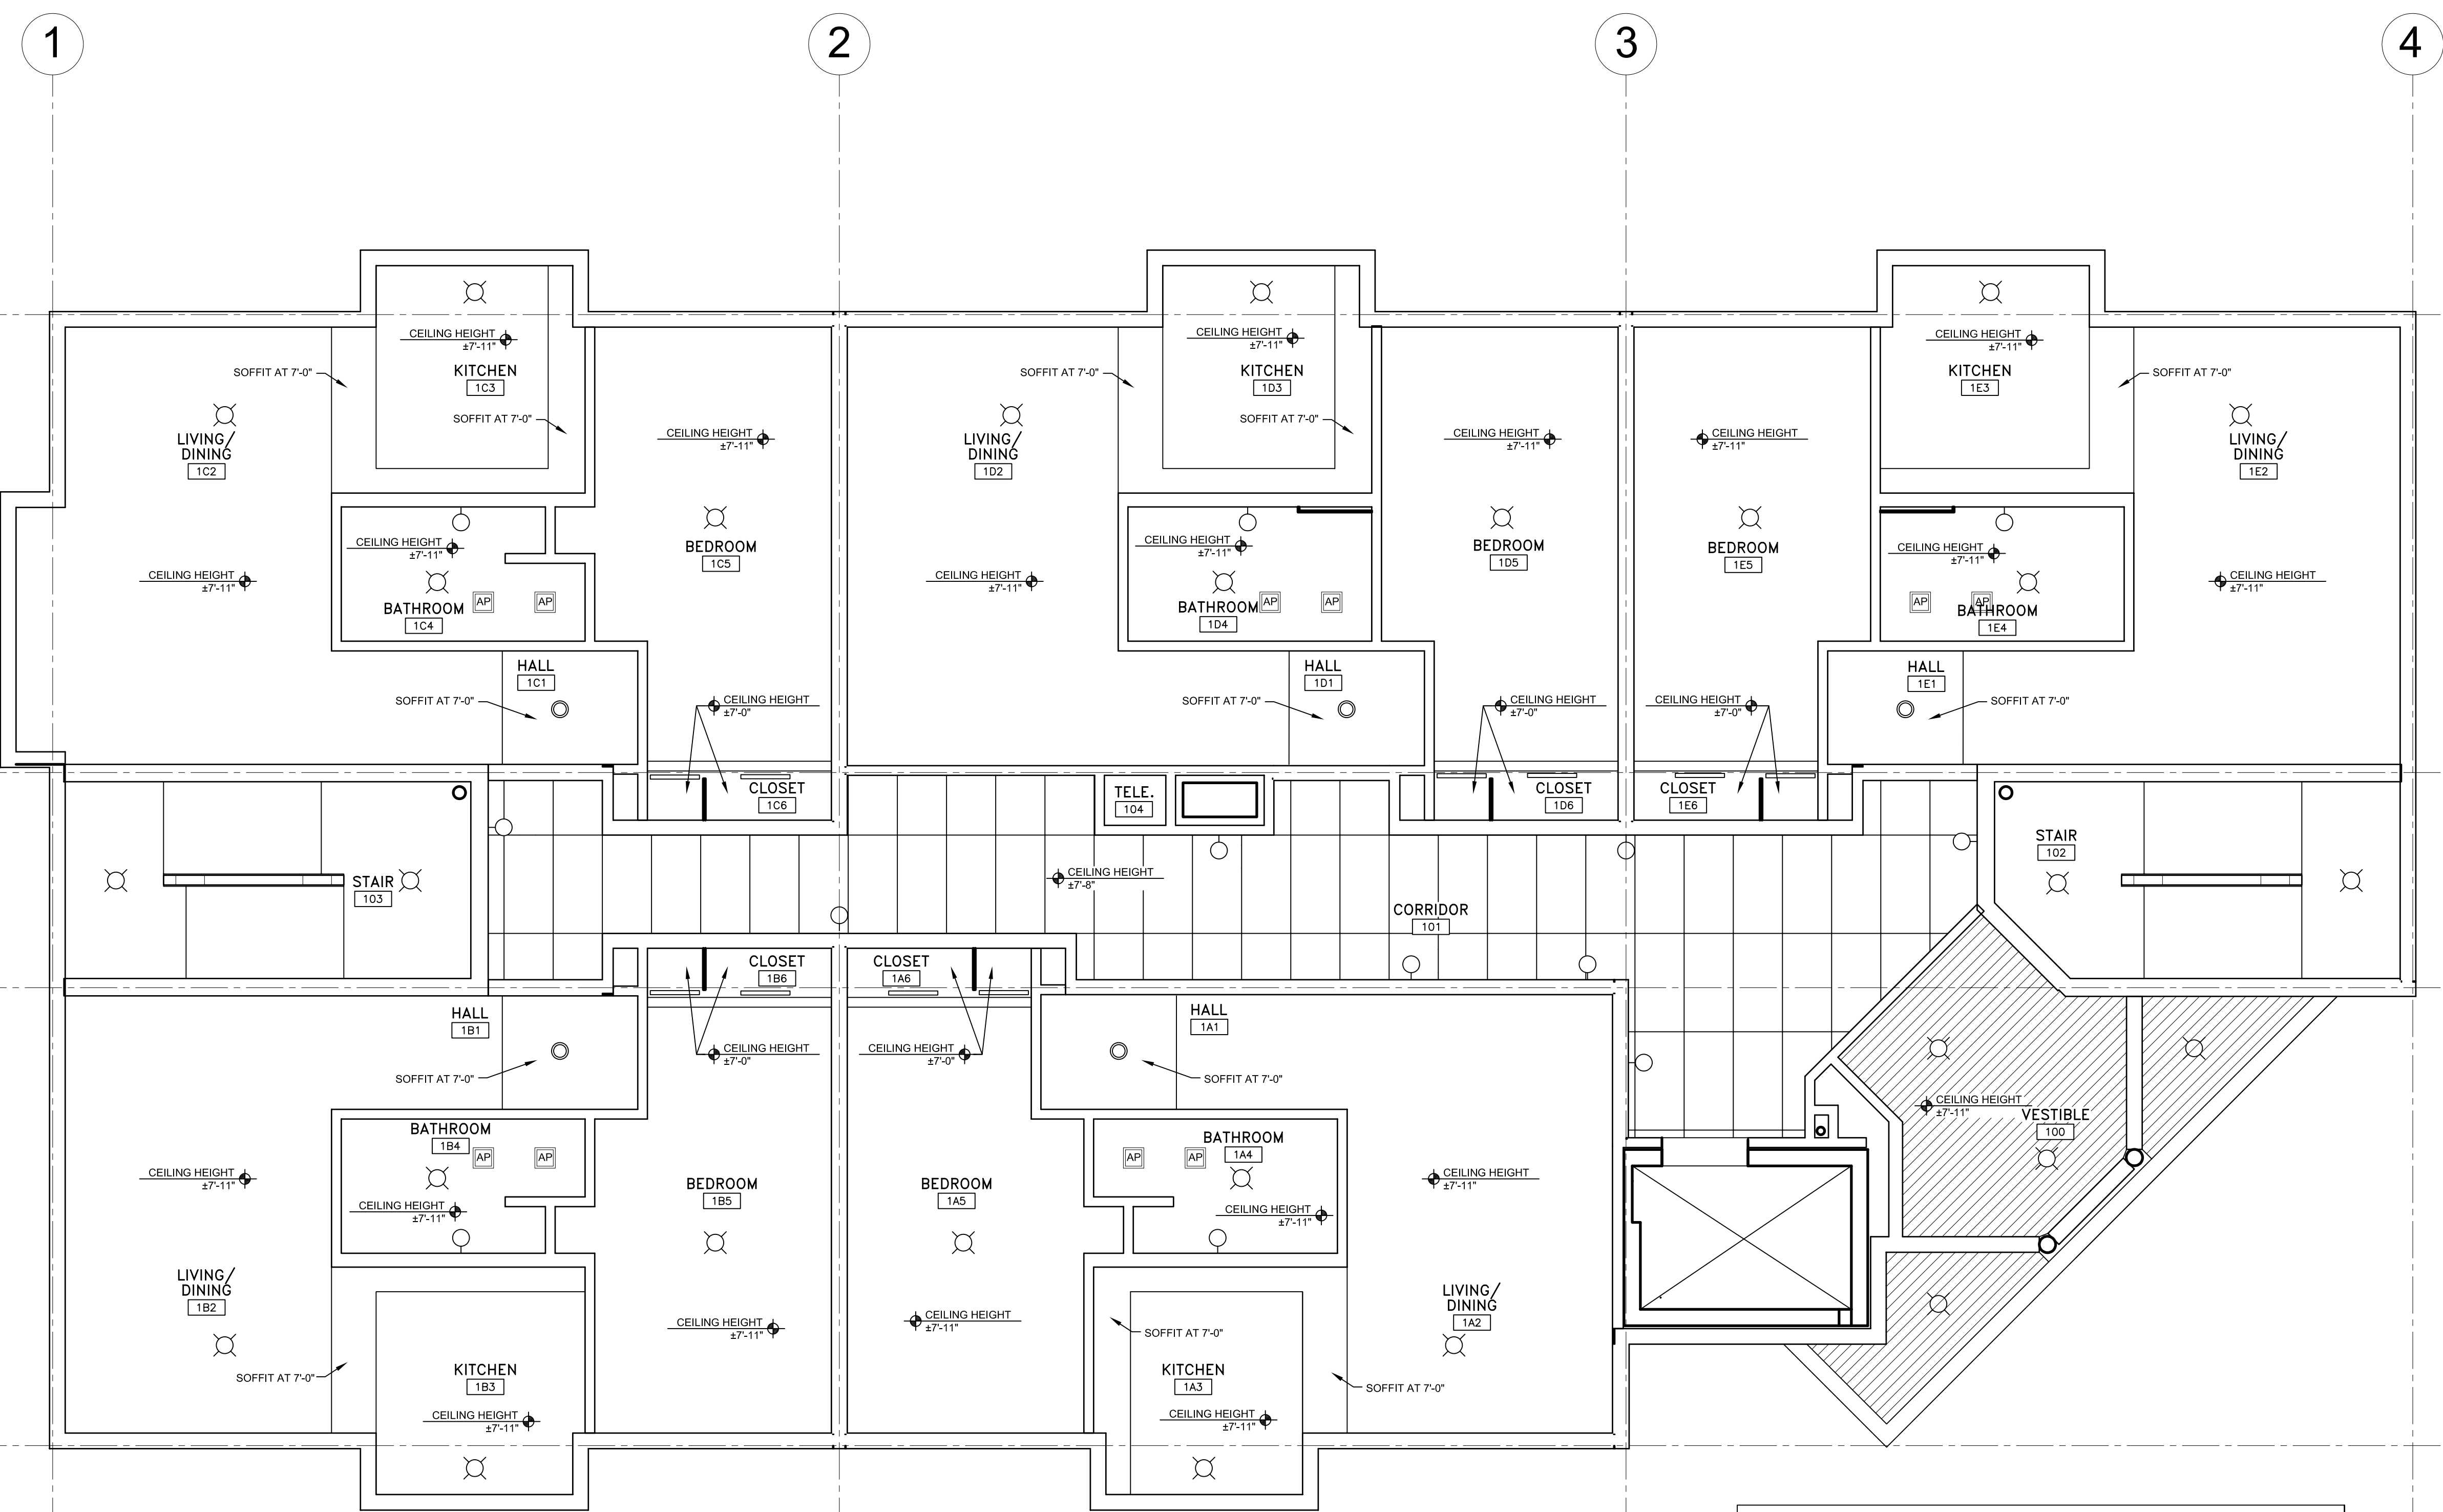 1
2
3
4
CEILING HEIGHT
±7'-11"
KITCHEN
1C3
SOFFIT AT 7'-0"
SOFFIT AT 7'-0"
LIVING/
DINING
1C2
CEILING HEIGHT
±7'-11"
CEILING HEIGHT
±7'-11"
BATHROOM
1C4
AP
AP
CEILING HEIGHT
±7'-11"
BEDROOM
1C5
HALL
1C1
SOFFIT AT 7'-0"
CEILING HEIGHT
±7'-0"
CLOSET
1C6
CEILING HEIGHT
±7'-11"
KITCHEN
1D3
SOFFIT AT 7'-0"
SOFFIT AT 7'-0"
LIVING/
DINING
1D2
CEILING HEIGHT
±7'-11"
CEILING HEIGHT
±7'-11"
BATHROOM
1D4
AP
AP
CEILING HEIGHT
±7'-11"
BEDROOM
1D5
HALL
1D1
SOFFIT AT 7'-0"
CEILING HEIGHT
±7'-0"
CLOSET
1D6
CEILING HEIGHT
±7'-11"
KITCHEN
1E3
SOFFIT AT 7'-0"
LIVING/
DINING
1E2
CEILING HEIGHT
±7'-11"
BEDROOM
1E5
CEILING HEIGHT
±7'-11"
AP
AP
BATHROOM
1E4
CEILING HEIGHT
±7'-11"
HALL
1E1
SOFFIT AT 7'-0"
CEILING HEIGHT
±7'-0"
CLOSET
1E6
TELE.
104
STAIR
103
CEILING HEIGHT
±7'-8"
CORRIDOR
101
STAIR
102
CLOSET
1B6
CLOSET
1A6
HALL
1B1
SOFFIT AT 7'-0"
CEILING HEIGHT
±7'-0"
CEILING HEIGHT
±7'-0"
HALL
1A1
SOFFIT AT 7'-0"
BATHROOM
1B4
AP
AP
CEILING HEIGHT
±7'-11"
CEILING HEIGHT
±7'-11"
BEDROOM
1B5
BEDROOM
1A5
BATHROOM
1A4
AP
AP
CEILING HEIGHT
±7'-11"
CEILING HEIGHT
±7'-11"
CEILING HEIGHT
±7'-11"
VESTIBLE
100
LIVING/
DINING
1B2
SOFFIT AT 7'-0"
KITCHEN
1B3
CEILING HEIGHT
±7'-11"
CEILING HEIGHT
±7'-11"
CEILING HEIGHT
±7'-11"
SOFFIT AT 7'-0"
KITCHEN
1A3
CEILING HEIGHT
±7'-11"
SOFFIT AT 7'-0"
LIVING/
DINING
1A2